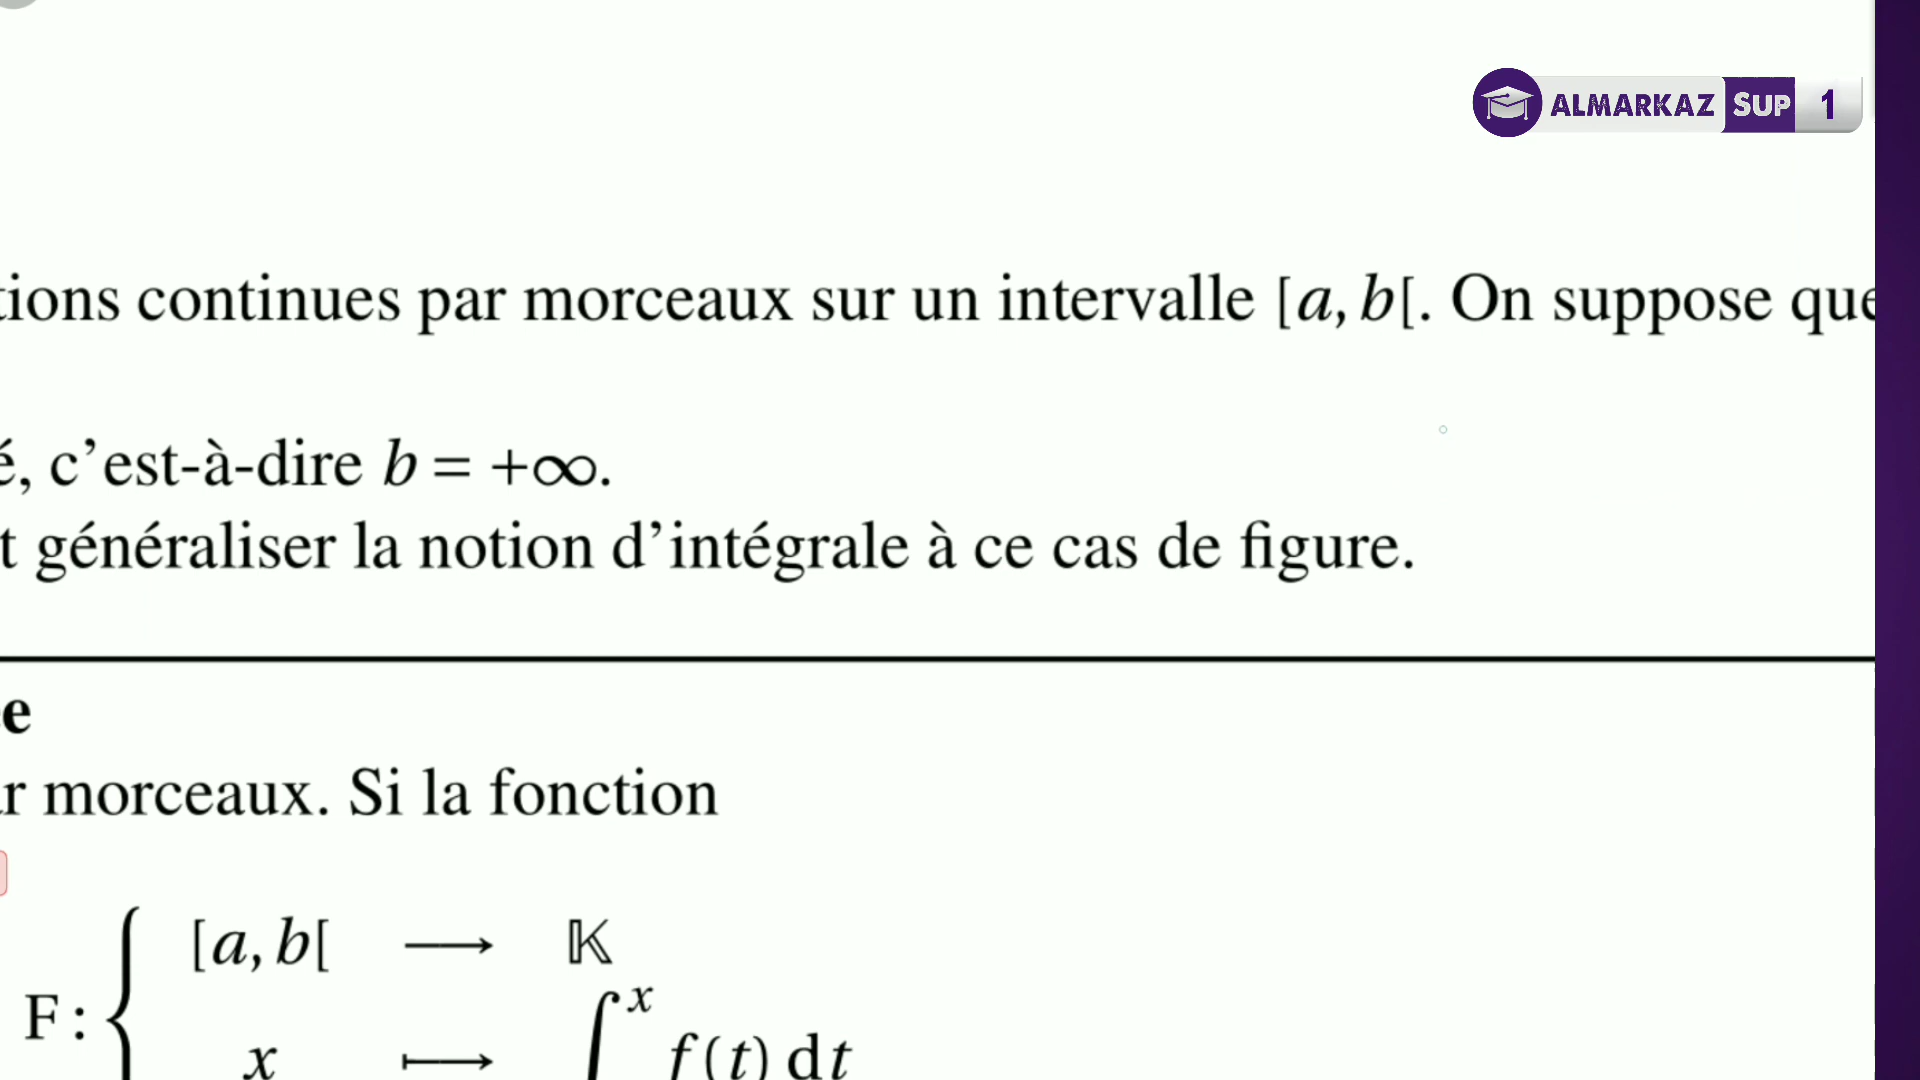 ALMARKAZ SUP 1
tions continues par morceaux sur un intervalle [a, b[. On suppose que
é, c’est-à-dire b = +∞.
t généraliser la notion d’intégrale à ce cas de figure.
e
r morceaux. Si la fonction
[a, b[ ⟶ 𝕂
F :
x ⟼ ∫ˣ f(t) dt